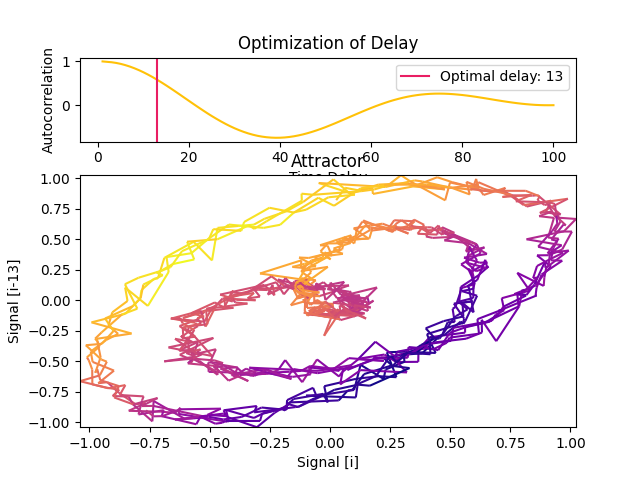 Optimization of Delay
Autocorrelation
1
0
Optimal delay: 13
0 20 40 60 80 100
Time Delay
Attractor
Signal [i-13]
1.00
0.75
0.50
0.25
0.00
−0.25
−0.50
−0.75
−1.00
−1.00 −0.75 −0.50 −0.25 0.00 0.25 0.50 0.75 1.00
Signal [i]